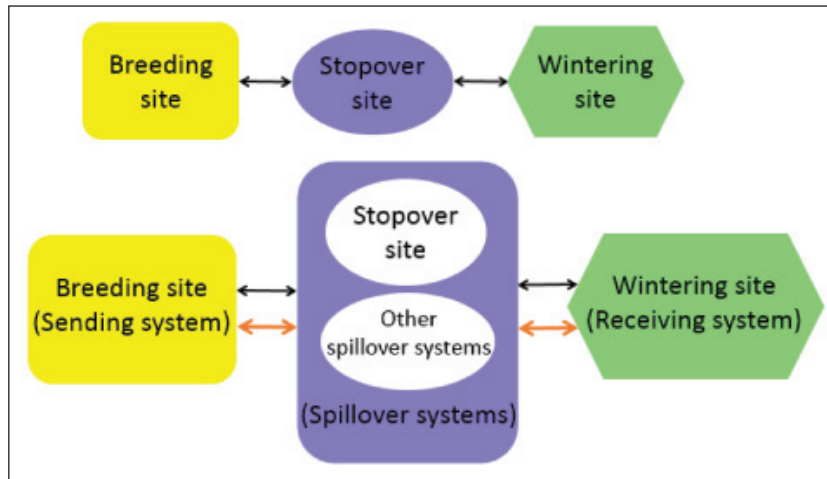 Breeding
site
Stopover
site
Wintering
site
Stopover
site
Breeding site
(Sending system)
Other
spillover systems
Wintering site
(Receiving system)
(Spillover systems)